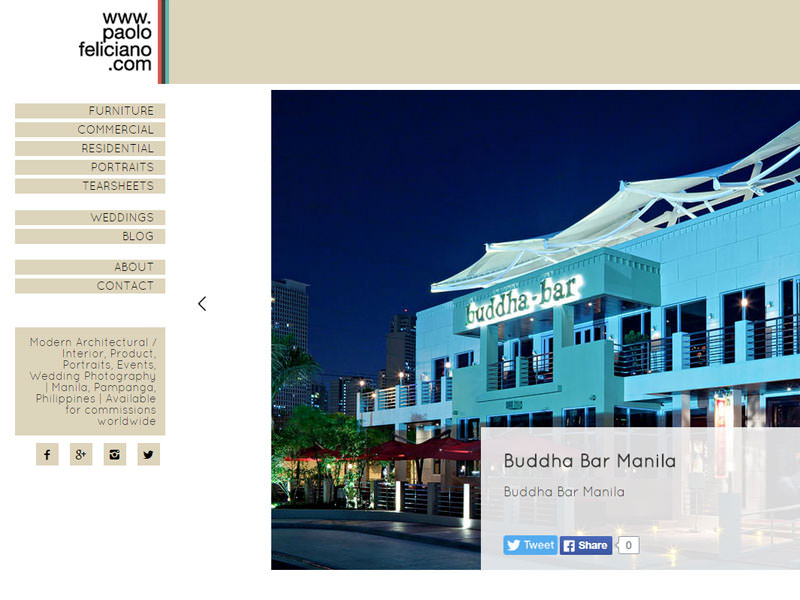 www.
paolo
feliciano
.com
FURNITURE
COMMERCIAL
RESIDENTIAL
PORTRAITS
TEARSHEETS
WEDDINGS
BLOG
ABOUT
CONTACT
Modern Architectural /
Interior, Product,
Portraits, Events,
Wedding Photography
| Manila, Pampanga,
Philippines | Available
for commissions
worldwide
buddha-bar
Buddha Bar Manila
Buddha Bar Manila
Tweet
Share
0